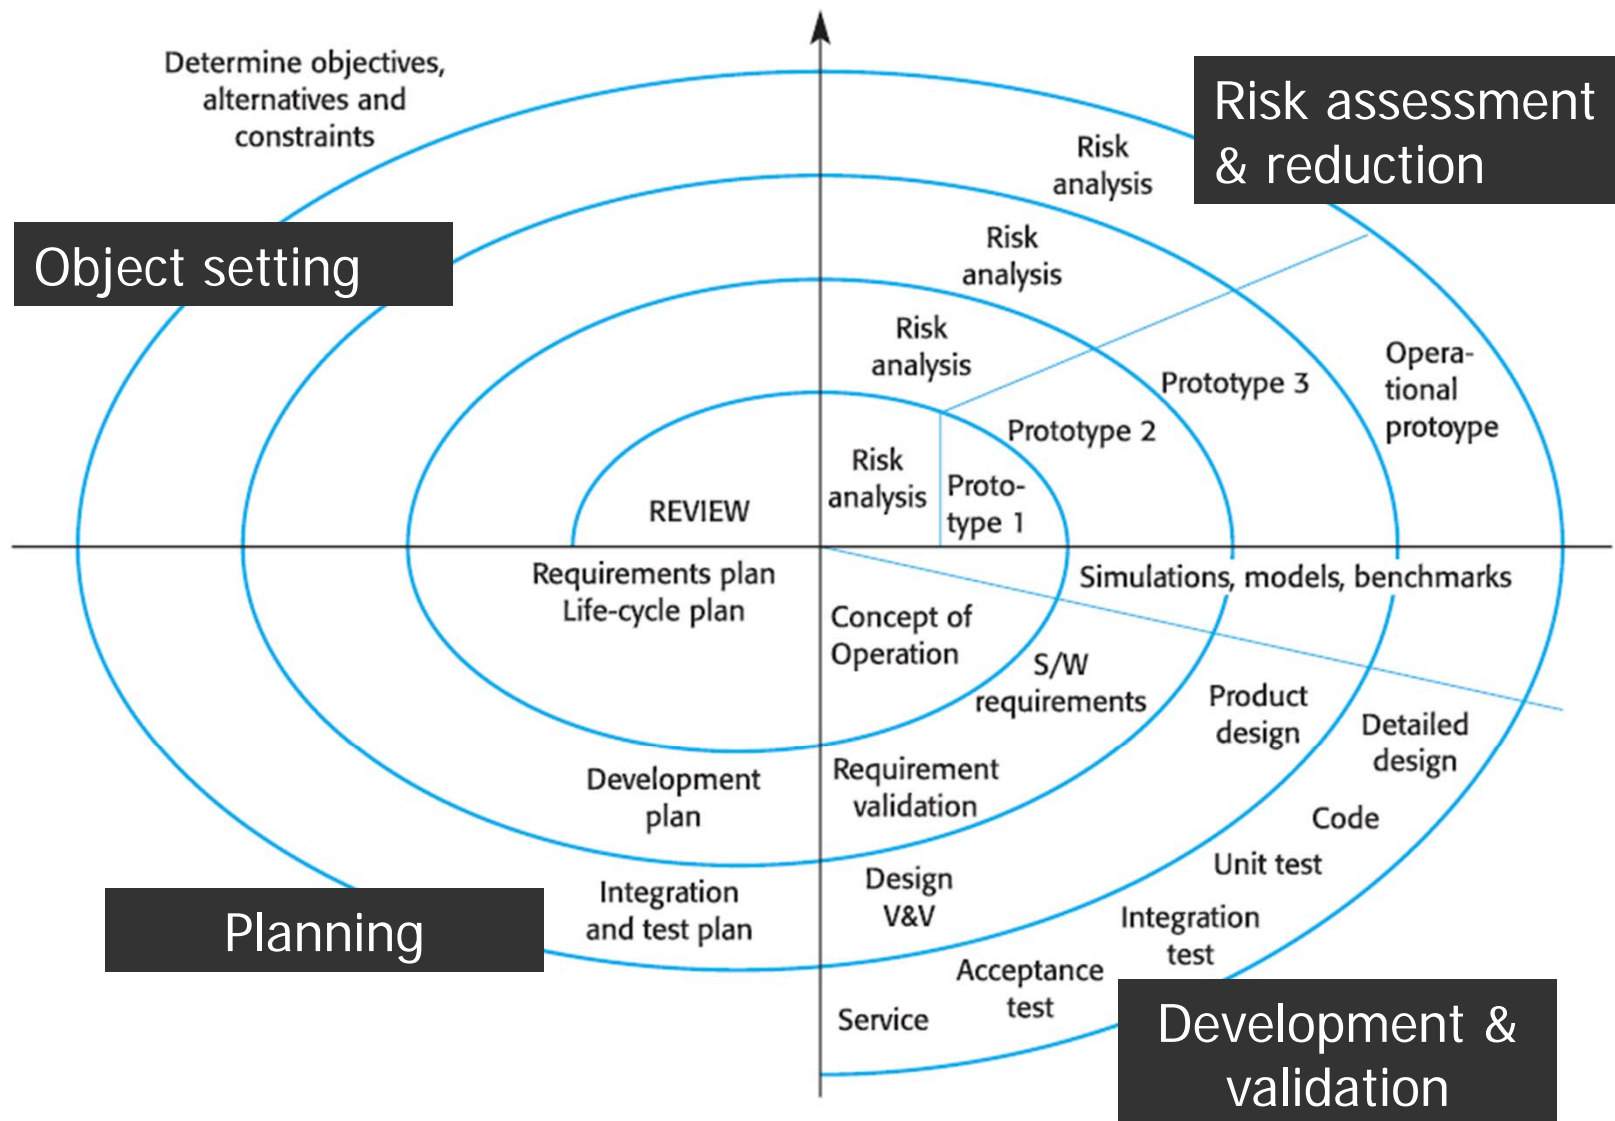 Determine objectives,
alternatives and
constraints
Risk assessment
& reduction
Object setting
Risk
analysis
Risk
analysis
Risk
analysis
Risk
analysis
Proto-
type 1
Prototype 2
Prototype 3
Opera-
tional
protoype
REVIEW
Requirements plan
Life-cycle plan
Simulations, models, benchmarks
Concept of
Operation
S/W
requirements
Product
design
Detailed
design
Development
plan
Requirement
validation
Code
Unit test
Integration
and test plan
Design
V&V
Integration
test
Planning
Acceptance
test
Service
Development &
validation